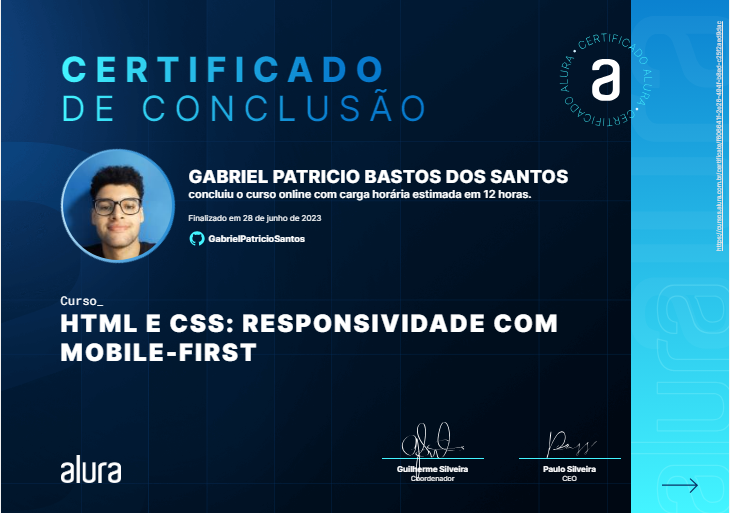 CERTIFICADO
DE CONCLUSÃO
CERTIFICADO ALURA • CERTIFICADO ALURA •
a
GABRIEL PATRICIO BASTOS DOS SANTOS
concluiu o curso online com carga horária estimada em 12 horas.
Finalizado em 28 de junho de 2023
GabrielPatricioSantos
Curso_
HTML E CSS: RESPONSIVIDADE COM
MOBILE-FIRST
alura
Guilherme Silveira
Coordenador
Paulo Silveira
CEO
alura